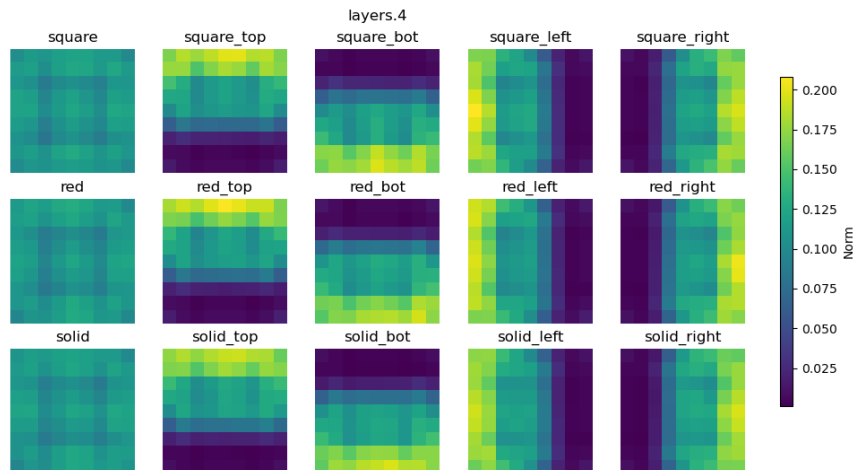 layers.4
square square_top square_bot square_left square_right
red red_top red_bot red_left red_right
solid solid_top solid_bot solid_left solid_right
0.200
0.175
0.150
0.125
0.100
0.075
0.050
0.025
Norm